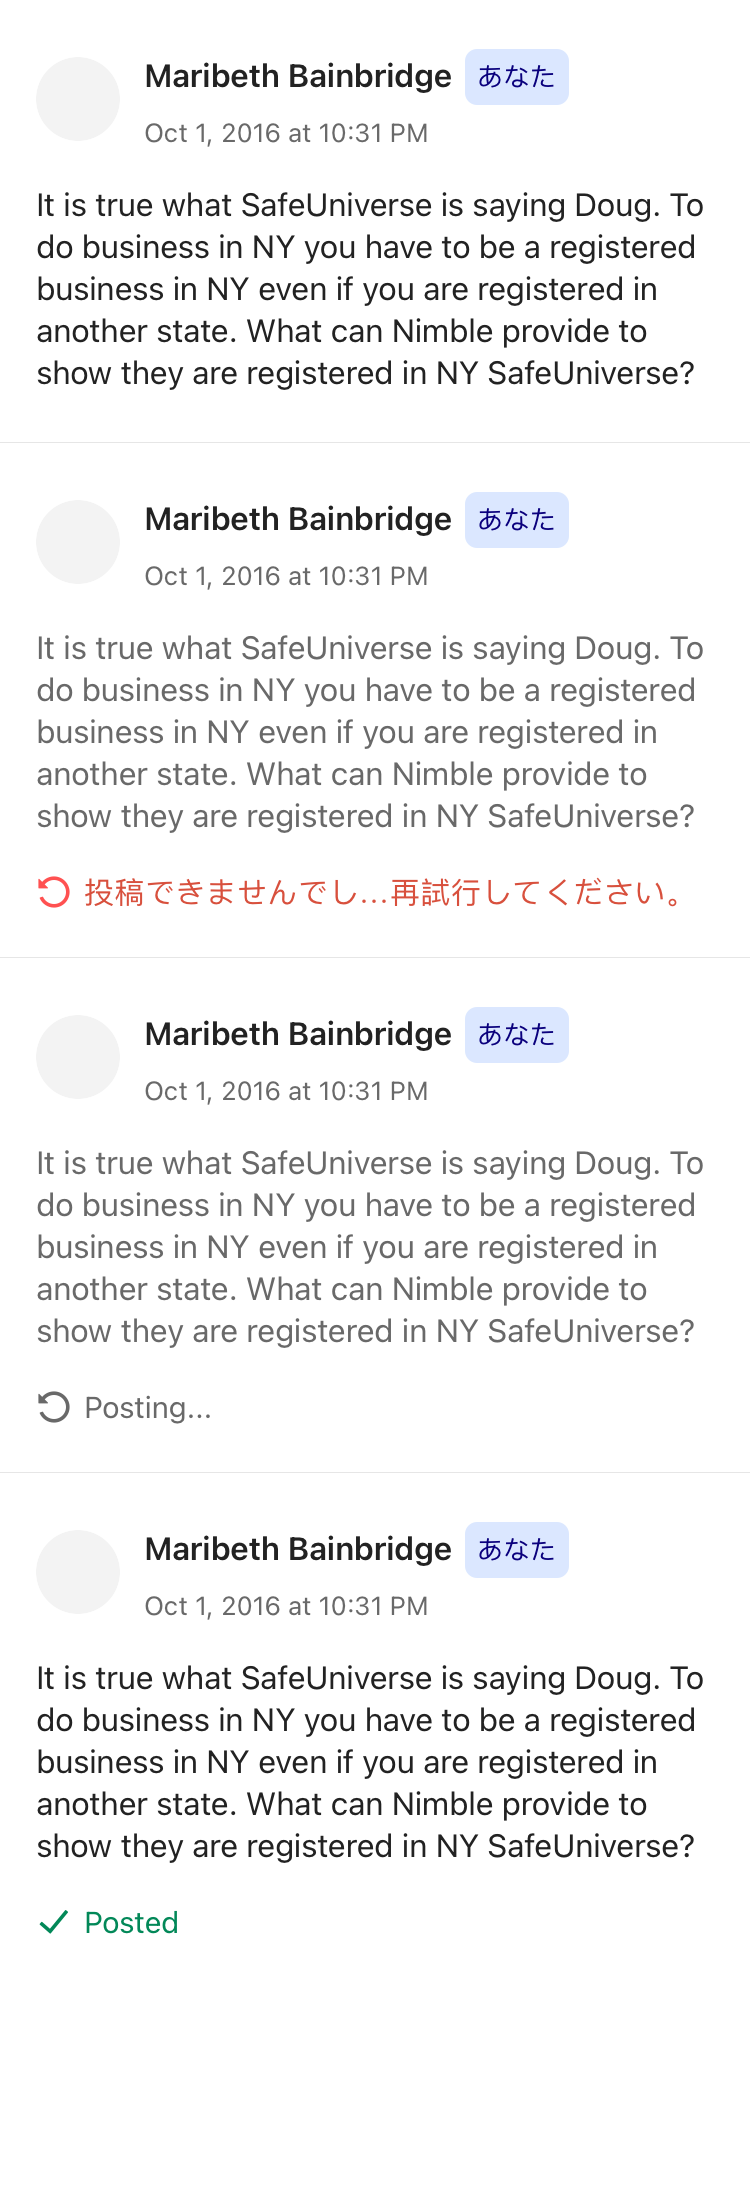 Maribeth Bainbridge あなた
Oct 1, 2016 at 10:31 PM
It is true what SafeUniverse is saying Doug. To
do business in NY you have to be a registered
business in NY even if you are registered in
another state. What can Nimble provide to
show they are registered in NY SafeUniverse?
Maribeth Bainbridge あなた
Oct 1, 2016 at 10:31 PM
It is true what SafeUniverse is saying Doug. To
do business in NY you have to be a registered
business in NY even if you are registered in
another state. What can Nimble provide to
show they are registered in NY SafeUniverse?
投稿できませんでし...再試行してください。
Maribeth Bainbridge あなた
Oct 1, 2016 at 10:31 PM
It is true what SafeUniverse is saying Doug. To
do business in NY you have to be a registered
business in NY even if you are registered in
another state. What can Nimble provide to
show they are registered in NY SafeUniverse?
Posting...
Maribeth Bainbridge あなた
Oct 1, 2016 at 10:31 PM
It is true what SafeUniverse is saying Doug. To
do business in NY you have to be a registered
business in NY even if you are registered in
another state. What can Nimble provide to
show they are registered in NY SafeUniverse?
Posted